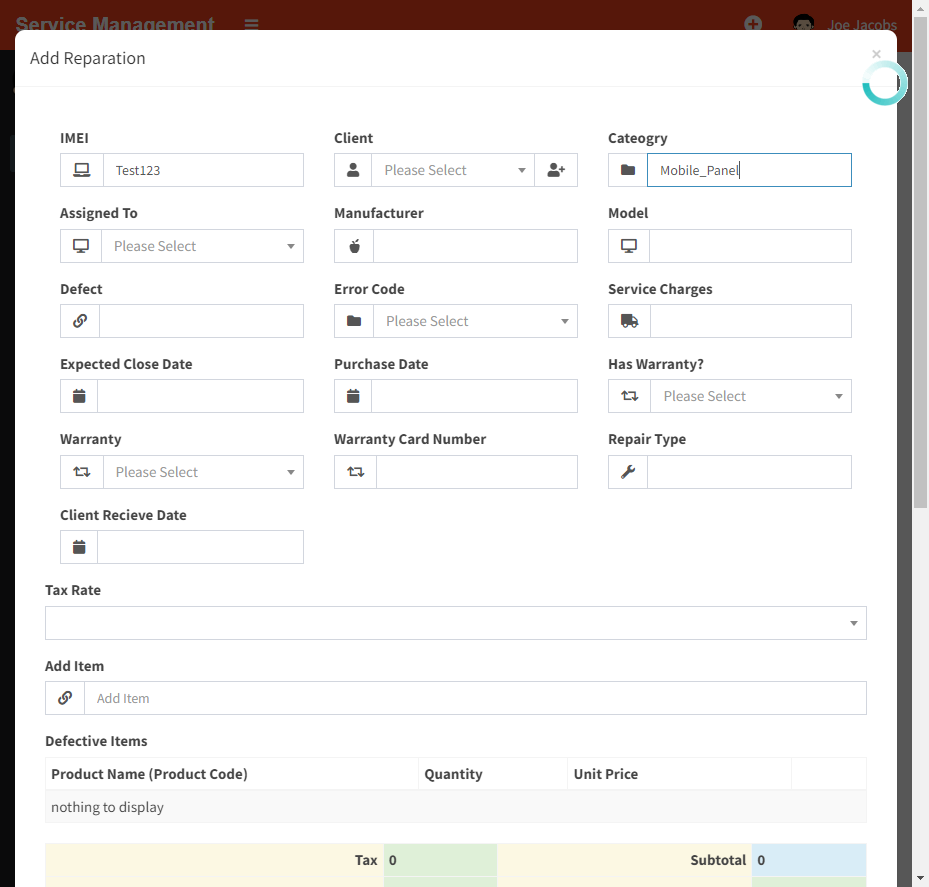 Service Management
Joe Jacobs
Add Reparation
×
IMEI Client Cateogry
Test123 Please Select Mobile_Panel
Assigned To Manufacturer Model
Please Select
Defect Error Code Service Charges
Please Select
Expected Close Date Purchase Date Has Warranty?
Please Select
Warranty Warranty Card Number Repair Type
Please Select
Client Recieve Date
Tax Rate
Add Item
Add Item
Defective Items
Product Name (Product Code) Quantity Unit Price
nothing to display
Tax 0 Subtotal 0